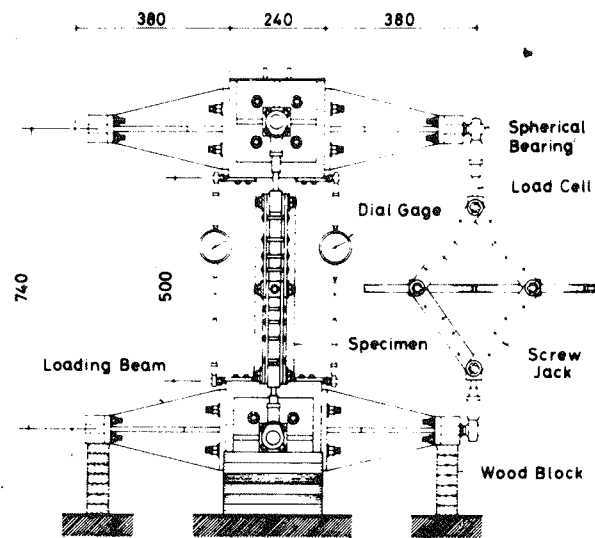 380 240 380
Spherical
Bearing
Load Cell
Dial Gage
740
500
Specimen
Loading Beam
Screw
Jack
Wood Block